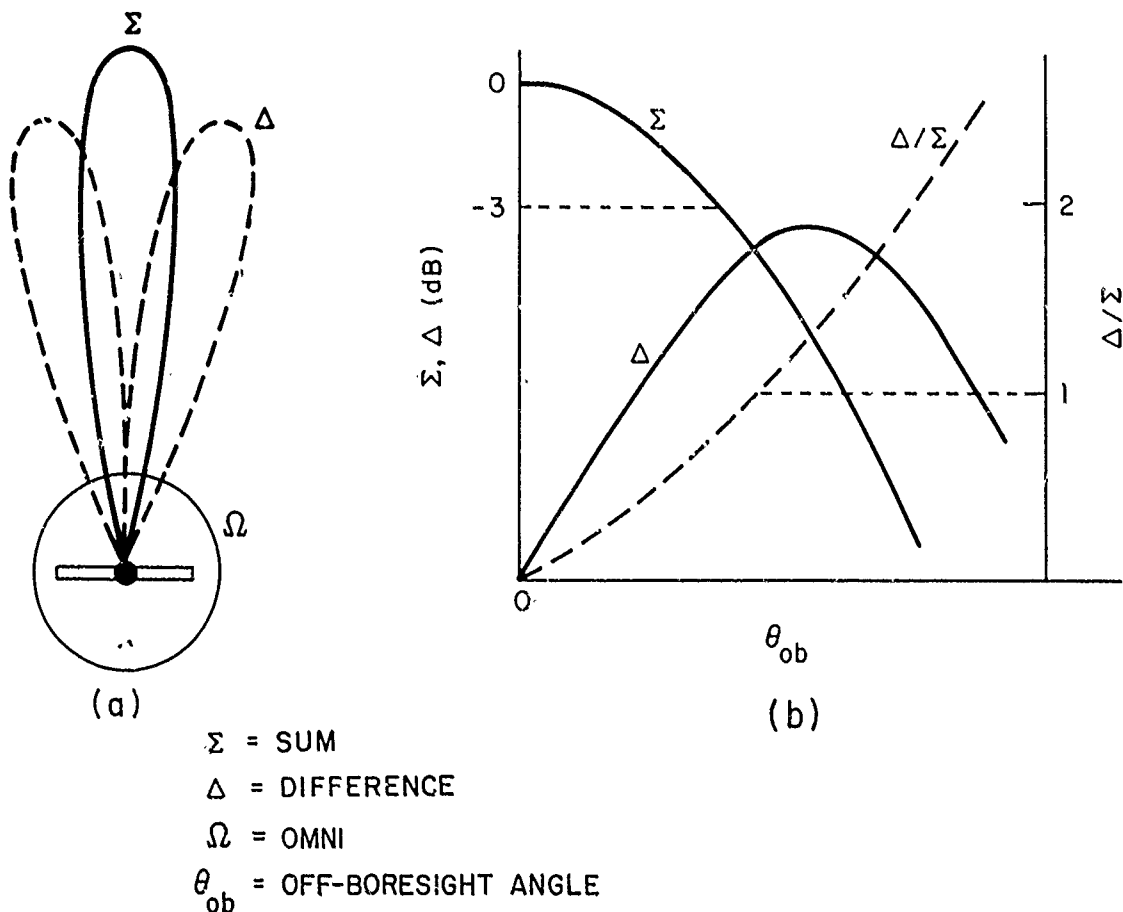 Σ
Δ
Ω
(a)
0
-3
Σ, Δ (dB)
Σ
Δ
Δ/Σ
2
1
Δ/Σ
0
θob
(b)
Σ = SUM
Δ = DIFFERENCE
Ω = OMNI
θob = OFF-BORESIGHT ANGLE